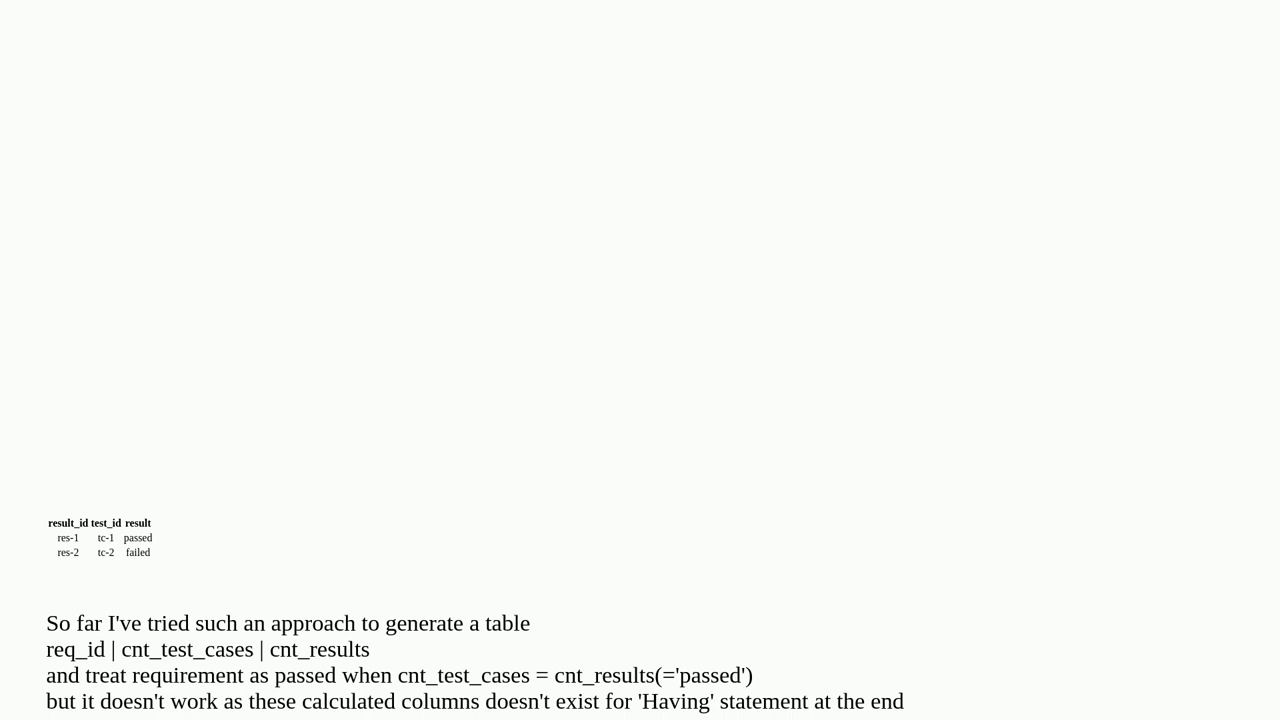 result_id test_id result
res-1 tc-1 passed
res-2 tc-2 failed
So far I've tried such an approach to generate a table
req_id | cnt_test_cases | cnt_results
and treat requirement as passed when cnt_test_cases = cnt_results(='passed')
but it doesn't work as these calculated columns doesn't exist for 'Having' statement at the end